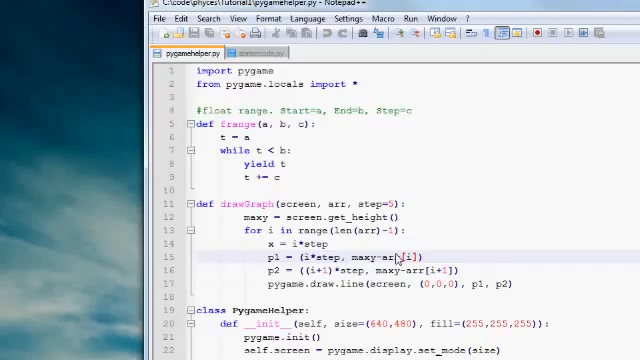 C:\code\phyces\Tutorial1\pygamehelper.py - Notepad++
File Edit Search View Encoding Language Settings Macro Run Window ?
pygamehelper.py
1 import pygame
2 from pygame.locals import *
3
4 #float range. Start=a, End=b, Step=c
5 def frange(a, b, c):
6 t = a
7 while t < b:
8 yield t
9 t += c
10
11 def drawGraph(screen, arr, step=5):
12 maxy = screen.get_height()
13 for i in range(len(arr)-1):
14 x = i*step
15 p1 = (i*step, maxy-arr[i])
16 p2 = ((i+1)*step, maxy-arr[i+1])
17 pygame.draw.line(screen, (0,0,0), p1, p2)
18
19 class PygameHelper:
20 def __init__(self, size=(640,480), fill=(255,255,255):
21 pygame.init()
22 self.screen = pygame.display.set_mode(size)